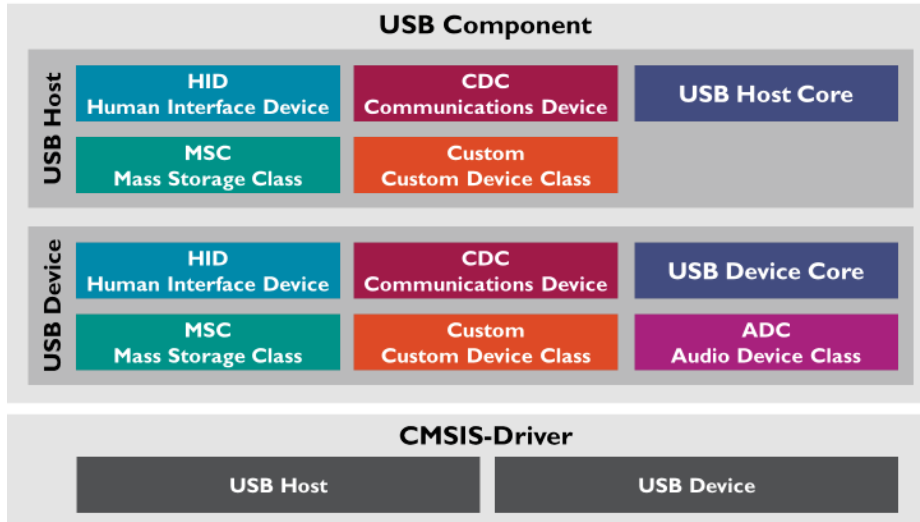 USB Component
USB Host
HID
Human Interface Device
CDC
Communications Device
USB Host Core
MSC
Mass Storage Class
Custom
Custom Device Class
USB Device
HID
Human Interface Device
CDC
Communications Device
USB Device Core
MSC
Mass Storage Class
Custom
Custom Device Class
ADC
Audio Device Class
CMSIS-Driver
USB Host
USB Device